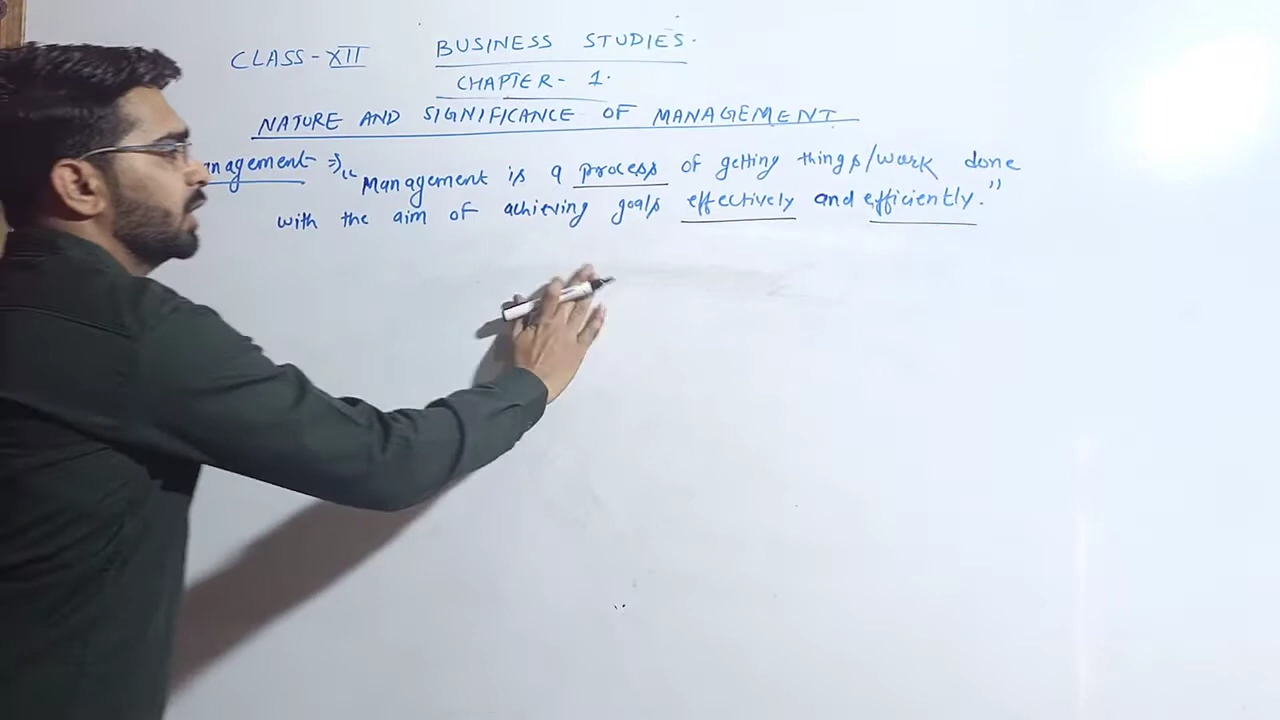 CLASS-XII BUSINESS STUDIES.
CHAPTER- 1.
NATURE AND SIGNIFICANCE OF MANAGEMENT
nagement ⇒ "Management is a process of getting things/work done
with the aim of achieving goals effectively and efficiently."